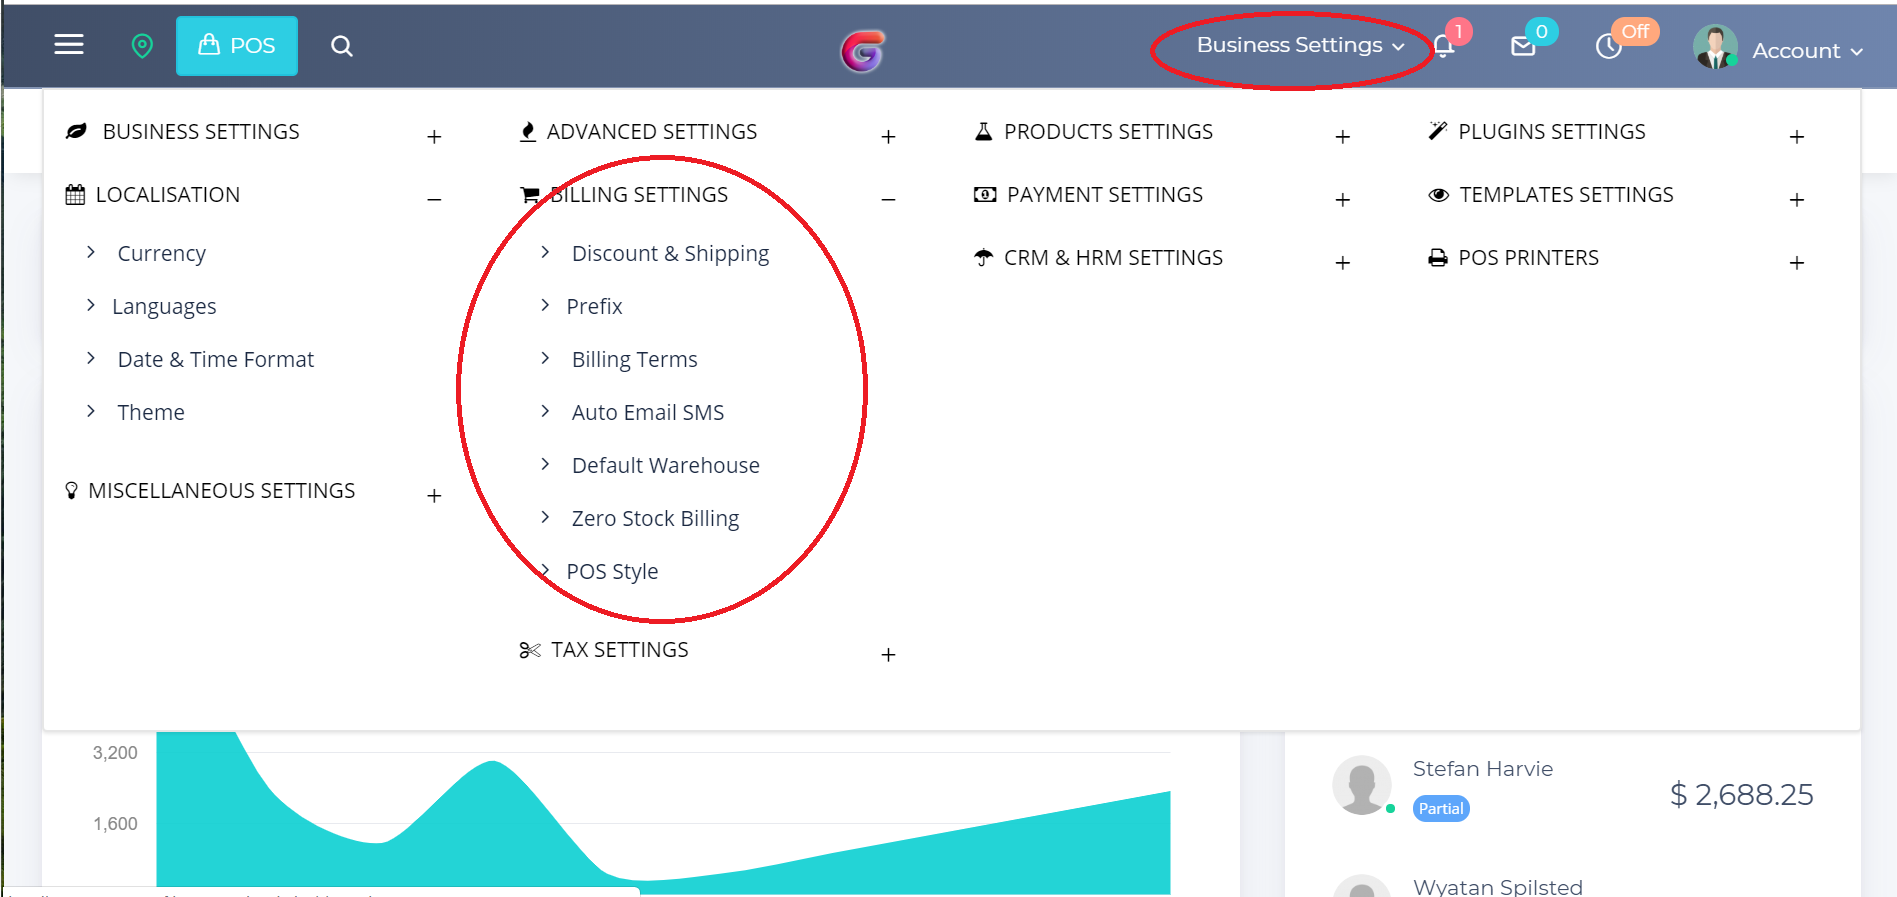 POS
Business Settings
1
0
Off
Account
BUSINESS SETTINGS
ADVANCED SETTINGS
PRODUCTS SETTINGS
PLUGINS SETTINGS
LOCALISATION
BILLING SETTINGS
PAYMENT SETTINGS
TEMPLATES SETTINGS
Currency
Discount & Shipping
CRM & HRM SETTINGS
POS PRINTERS
Languages
Prefix
Date & Time Format
Billing Terms
Theme
Auto Email SMS
Default Warehouse
MISCELLANEOUS SETTINGS
Zero Stock Billing
POS Style
TAX SETTINGS
3,200
1,600
Stefan Harvie
Partial
$ 2,688.25
Wyatan Spilsted